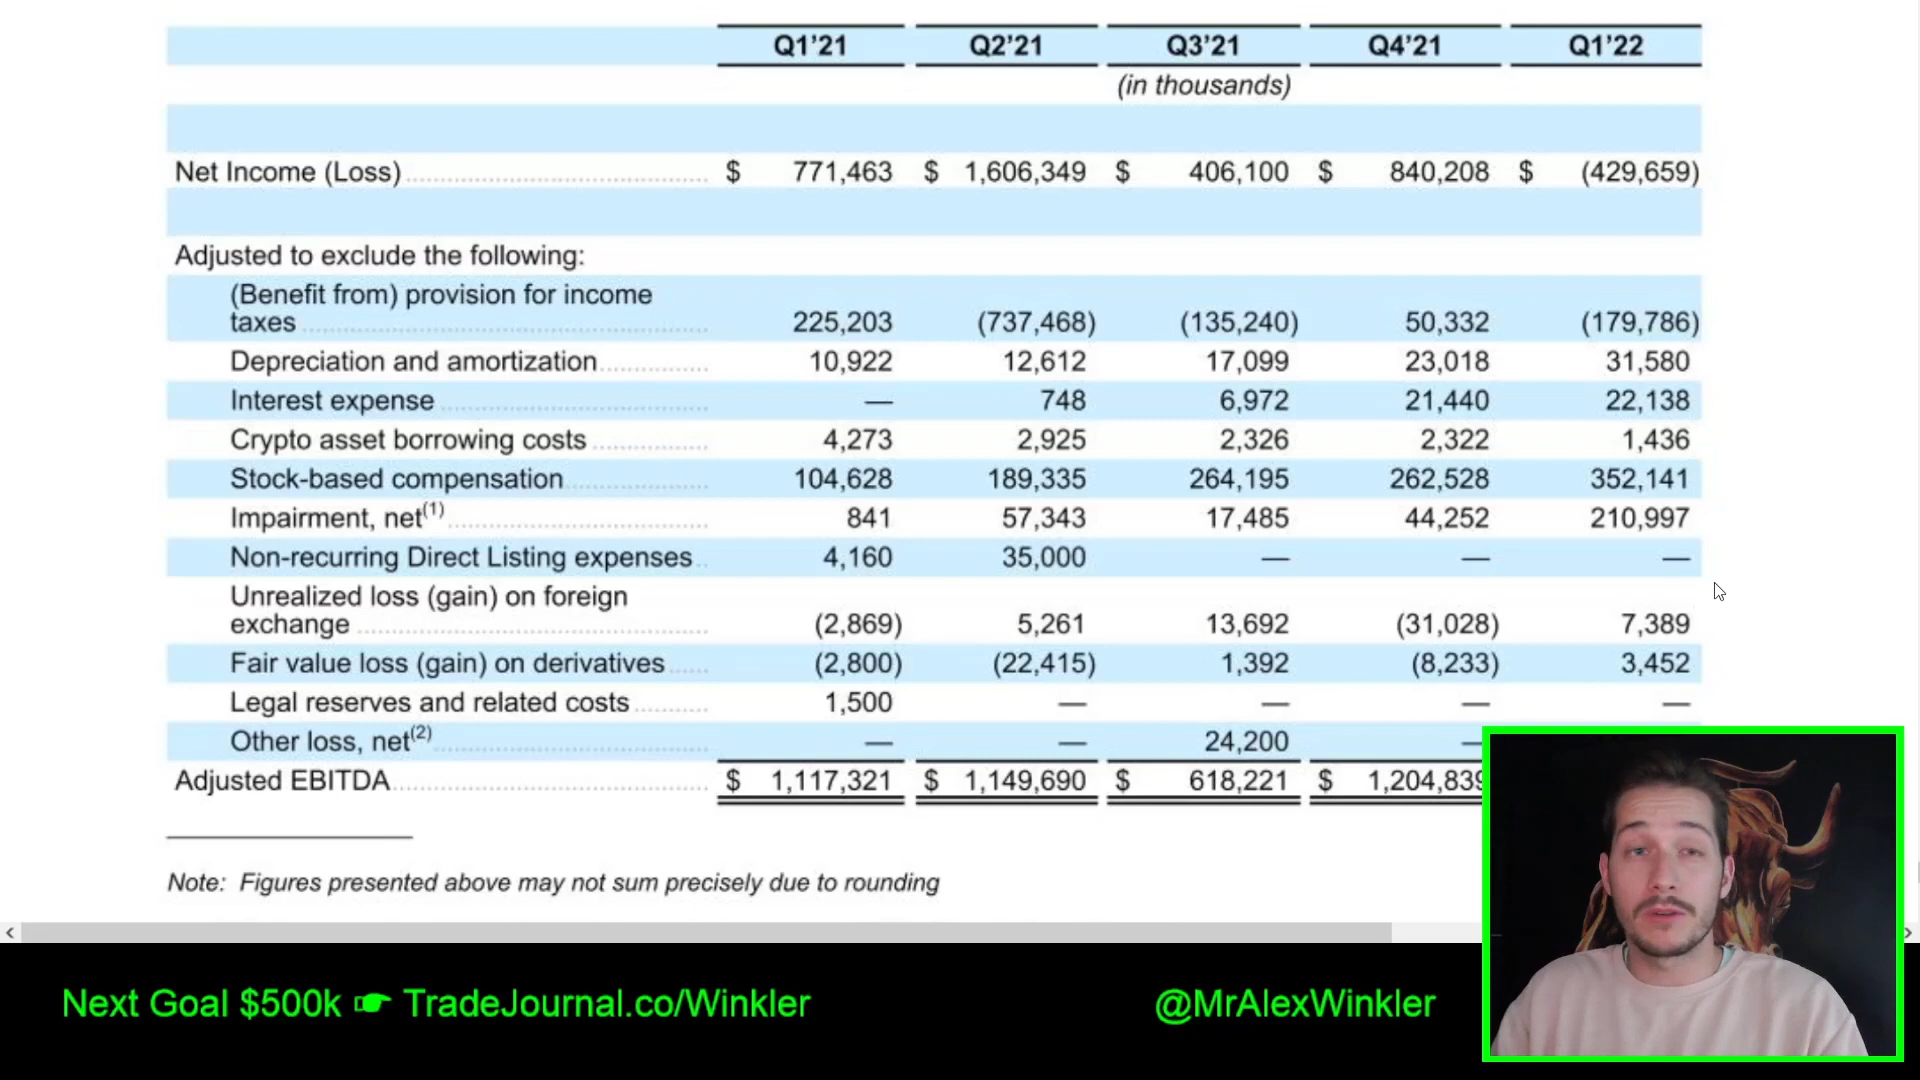 Q1'21 Q2'21 Q3'21 Q4'21 Q1'22
(in thousands)
Net Income (Loss) $ 771,463 $ 1,606,349 $ 406,100 $ 840,208 $ (429,659)
Adjusted to exclude the following:
(Benefit from) provision for income
taxes 225,203 (737,468) (135,240) 50,332 (179,786)
Depreciation and amortization 10,922 12,612 17,099 23,018 31,580
Interest expense — 748 6,972 21,440 22,138
Crypto asset borrowing costs 4,273 2,925 2,326 2,322 1,436
Stock-based compensation 104,628 189,335 264,195 262,528 352,141
Impairment, net(1) 841 57,343 17,485 44,252 210,997
Non-recurring Direct Listing expenses 4,160 35,000 — — —
Unrealized loss (gain) on foreign
exchange (2,869) 5,261 13,692 (31,028) 7,389
Fair value loss (gain) on derivatives (2,800) (22,415) 1,392 (8,233) 3,452
Legal reserves and related costs 1,500 — — — —
Other loss, net(2) — — 24,200 —
Adjusted EBITDA $ 1,117,321 $ 1,149,690 $ 618,221 $ 1,204,839
Note: Figures presented above may not sum precisely due to rounding
Next Goal $500k ☛ TradeJournal.co/Winkler @MrAlexWinkler